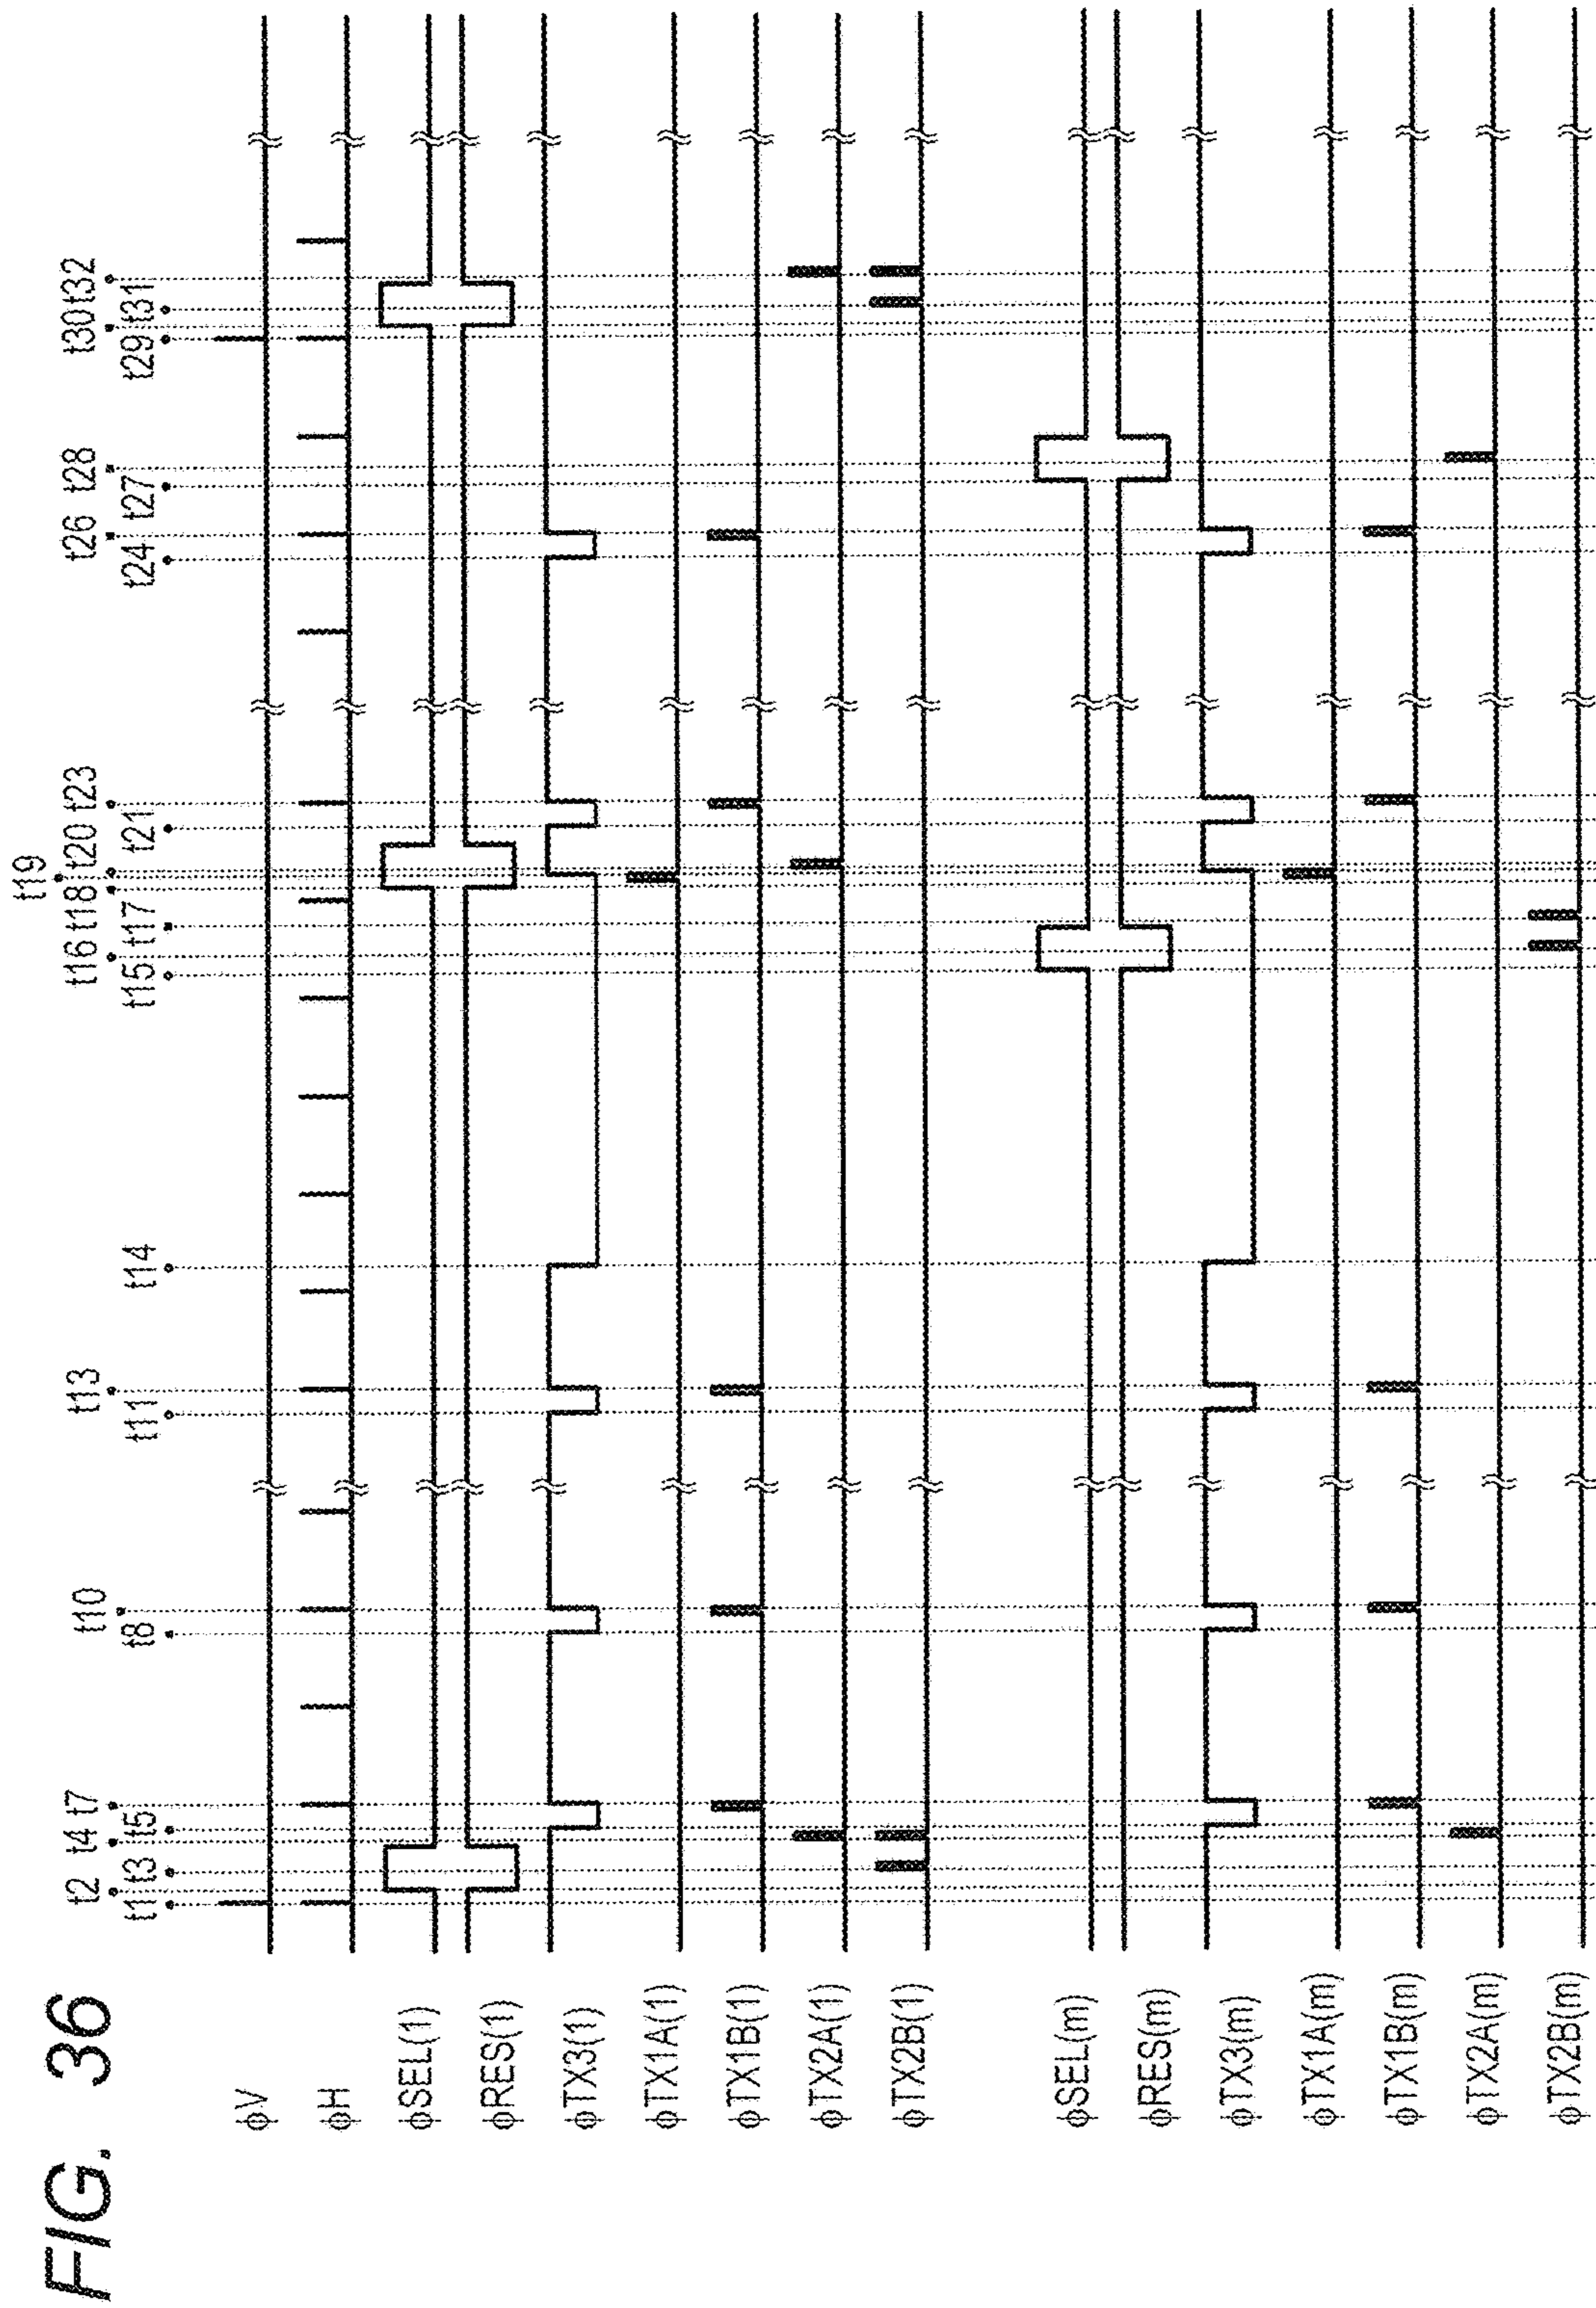 FIG. 36
t19
t2 t4 t7 t10 t13 t16 t18 t20 t23 t26 t28 t30 t32
t1 t3 t5 t8 t11 t14 t15 t17 t21 t24 t27 t29 t31
ϕV
ϕH
ϕSEL(1)
ϕRES(1)
ϕTX3(1)
ϕTX1A(1)
ϕTX1B(1)
ϕTX2A(1)
ϕTX2B(1)
ϕSEL(m)
ϕRES(m)
ϕTX3(m)
ϕTX1A(m)
ϕTX1B(m)
ϕTX2A(m)
ϕTX2B(m)